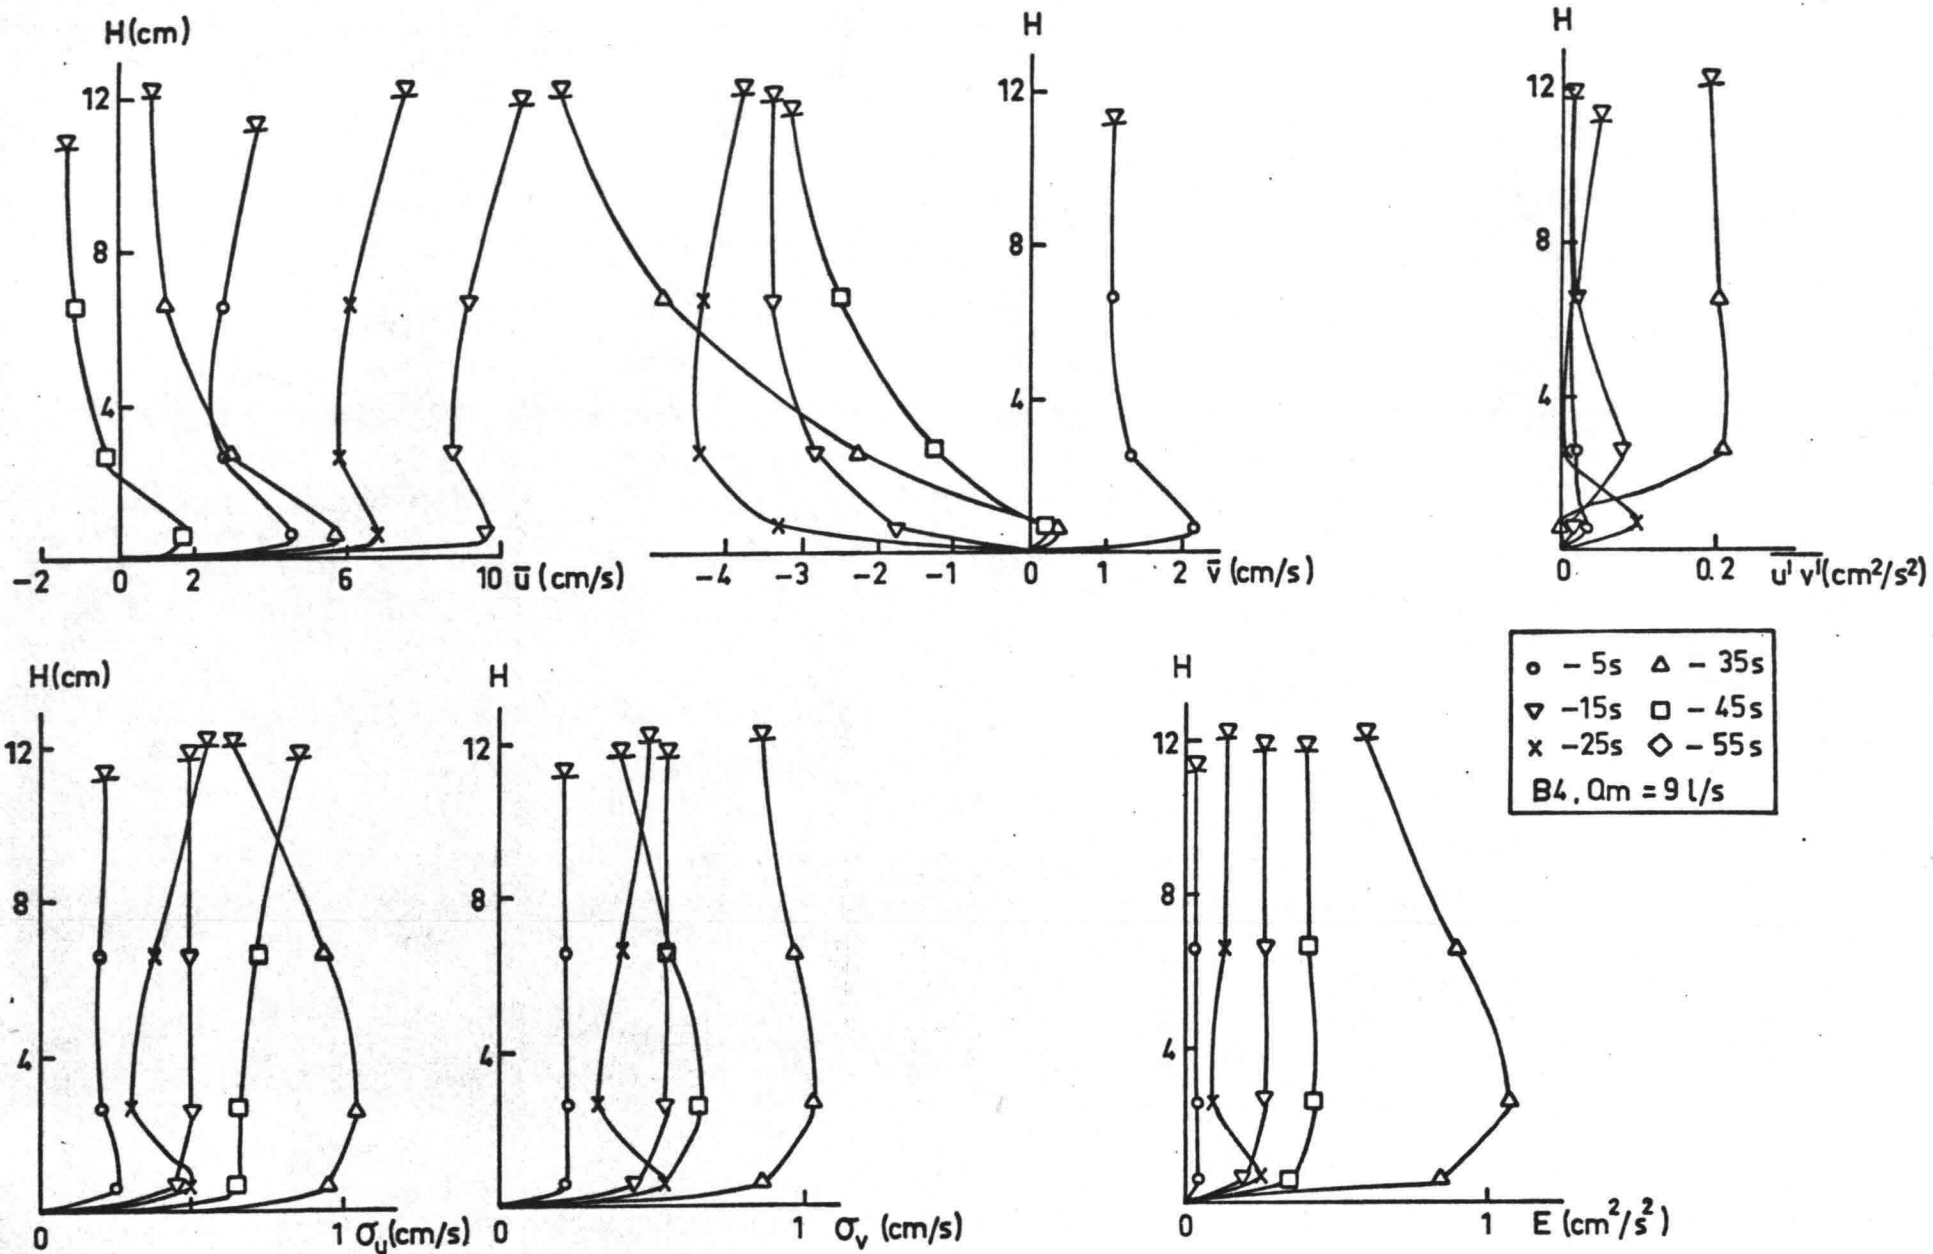 H(cm)
12
8
4
-2 0 2 6 10 ū (cm/s)
H
12
8
4
-4 -3 -2 -1 0 1 2 v̄ (cm/s)
H
12
8
4
0 0.2 u' v' (cm²/s²)
H(cm)
12
8
4
0 1 σu (cm/s)
H
12
8
4
0 1 σv (cm/s)
H
12
8
4
0 1 E (cm²/s²)
- 5s - 35s
-15s - 45s
-25s - 55s
B4, Qm = 9 l/s